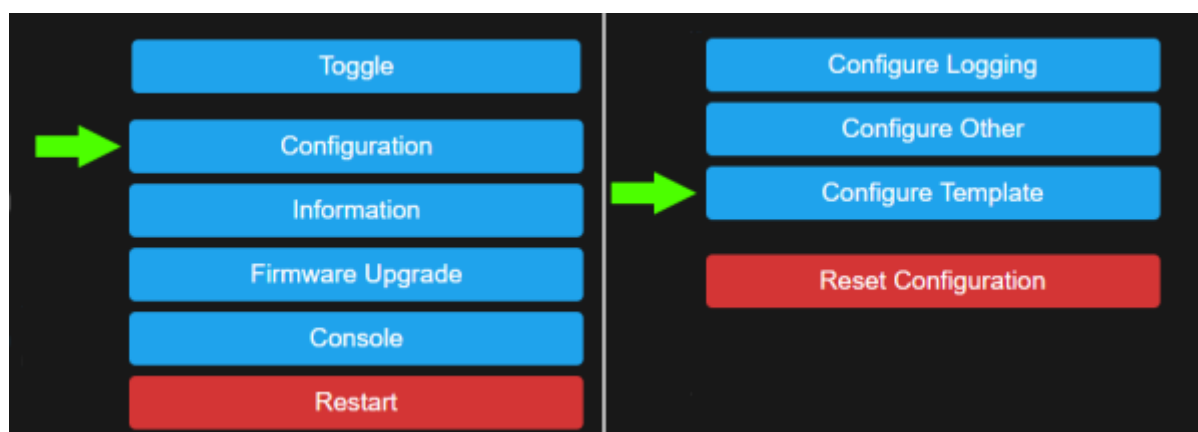 Toggle
Configuration
Information
Firmware Upgrade
Console
Restart
Configure Logging
Configure Other
Configure Template
Reset Configuration